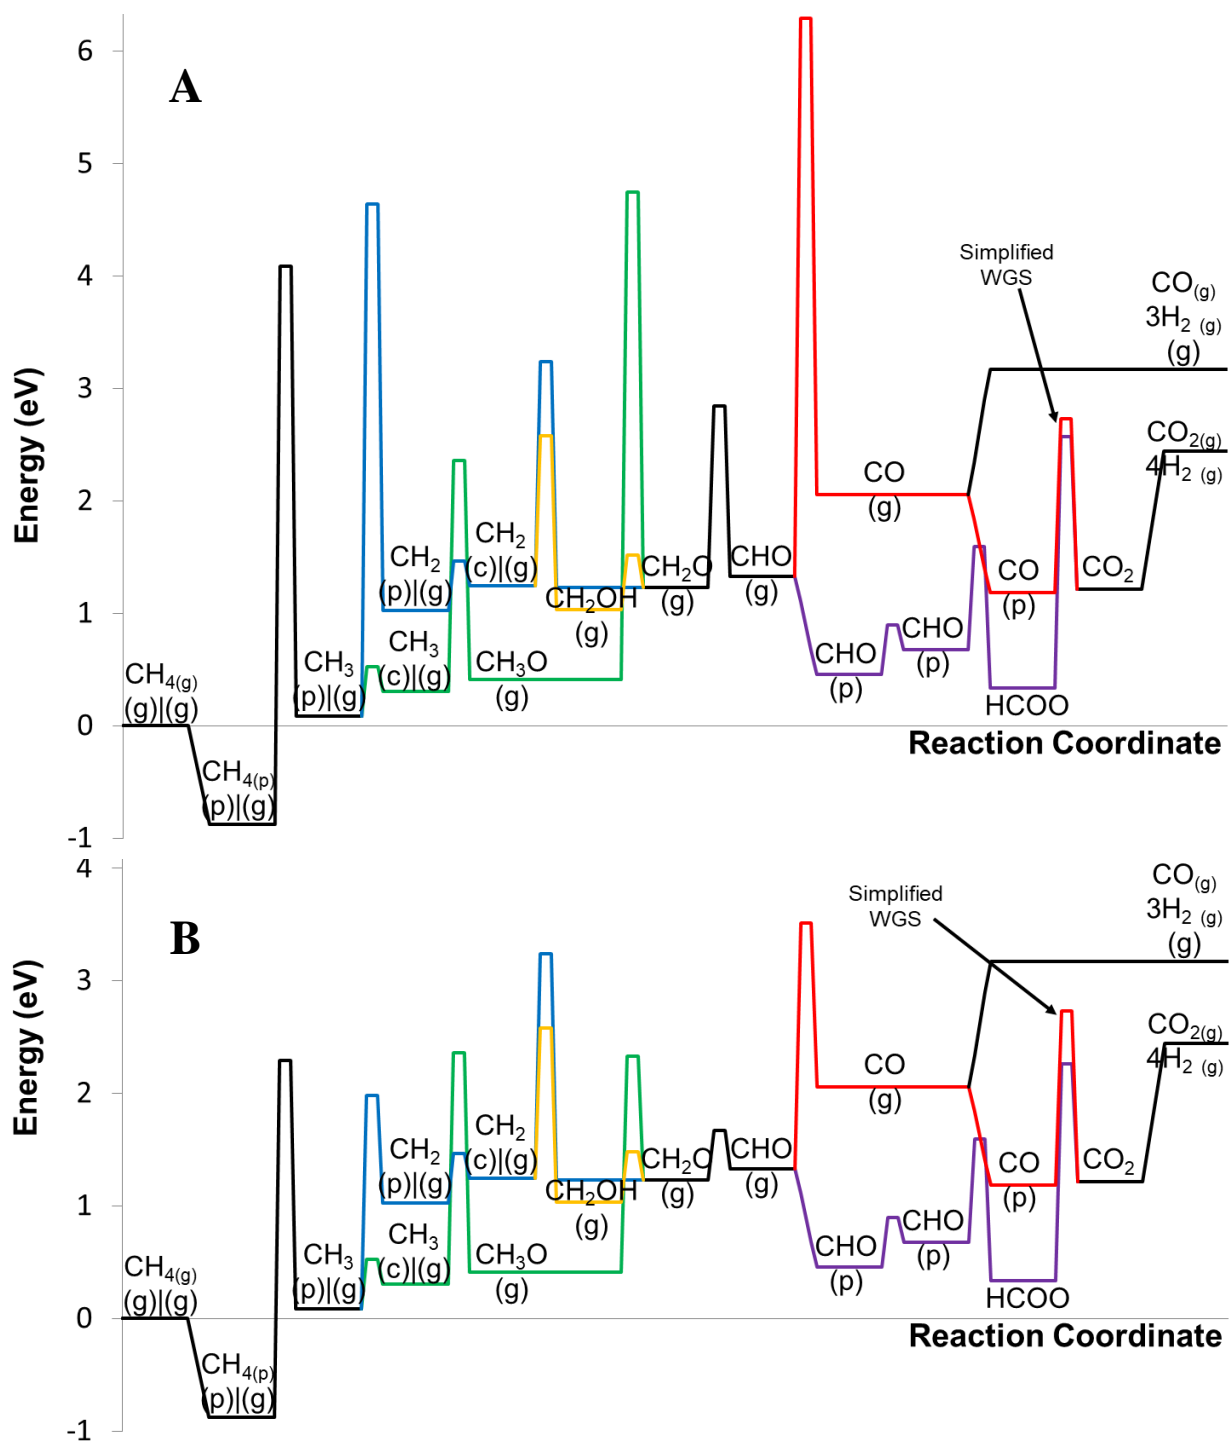 A
6
5
4
3
2
1
0
-1
Energy (eV)
CH4(g)
(g)|(g)
CH4(p)
(p)|(g)
CH3
(p)|(g)
CH2
(p)|(g)
CH3
(c)|(g)
CH2
(c)|(g)
CH3O
(g)
CH2OH
(g)
CH2O
(g)
CHO
(g)
CO
(g)
CHO
(p)
CHO
(p)
HCOO
CO
(p)
CO2
Simplified
WGS
CO(g)
3H2 (g)
(g)
CO2(g)
4H2 (g)
Reaction Coordinate
B
4
3
2
1
0
-1
Energy (eV)
CH4(g)
(g)|(g)
CH4(p)
(p)|(g)
CH3
(p)|(g)
CH2
(p)|(g)
CH3
(c)|(g)
CH2
(c)|(g)
CH3O
(g)
CH2OH
(g)
CH2O
(g)
CHO
(g)
CO
(g)
CHO
(p)
CHO
(p)
HCOO
CO
(p)
CO2
Simplified
WGS
CO(g)
3H2 (g)
(g)
CO2(g)
4H2 (g)
Reaction Coordinate